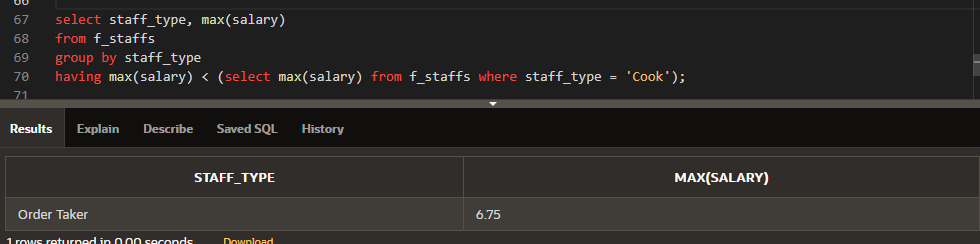 66
67 select staff_type, max(salary)
68 from f_staffs
69 group by staff_type
70 having max(salary) < (select max(salary) from f_staffs where staff_type = 'Cook');
71
Results Explain Describe Saved SQL History
STAFF_TYPE MAX(SALARY)
Order Taker 6.75
1 rows returned in 0.00 seconds Download